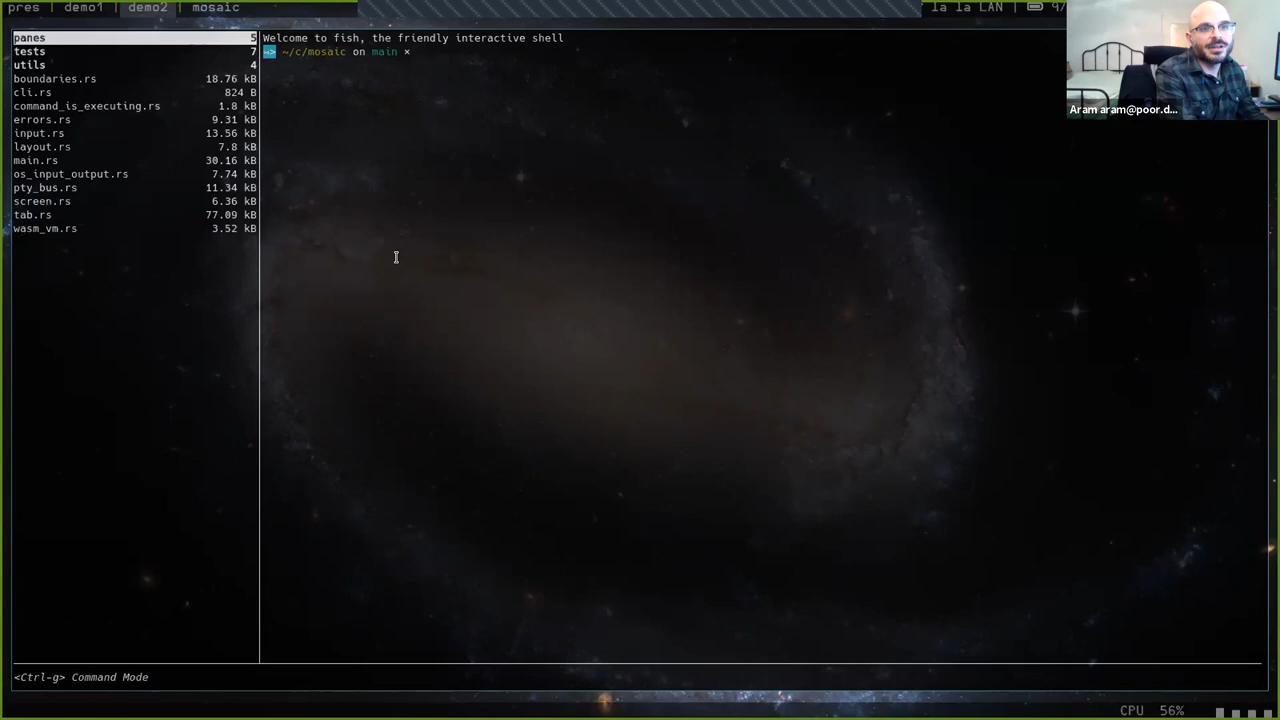 pres | demo1 | demo2 | mosaic
la la LAN |
Aram aram@poor.d...
panes 5
tests 7
utils 4
boundaries.rs 18.76 kB
cli.rs 824 B
command_is_executing.rs 1.8 kB
errors.rs 9.31 kB
input.rs 13.56 kB
layout.rs 7.8 kB
main.rs 30.16 kB
os_input_output.rs 7.74 kB
pty_bus.rs 11.34 kB
screen.rs 6.36 kB
tab.rs 77.09 kB
wasm_vm.rs 3.52 kB
Welcome to fish, the friendly interactive shell
~/c/mosaic on main ×
<Ctrl-g> Command Mode
CPU 56%